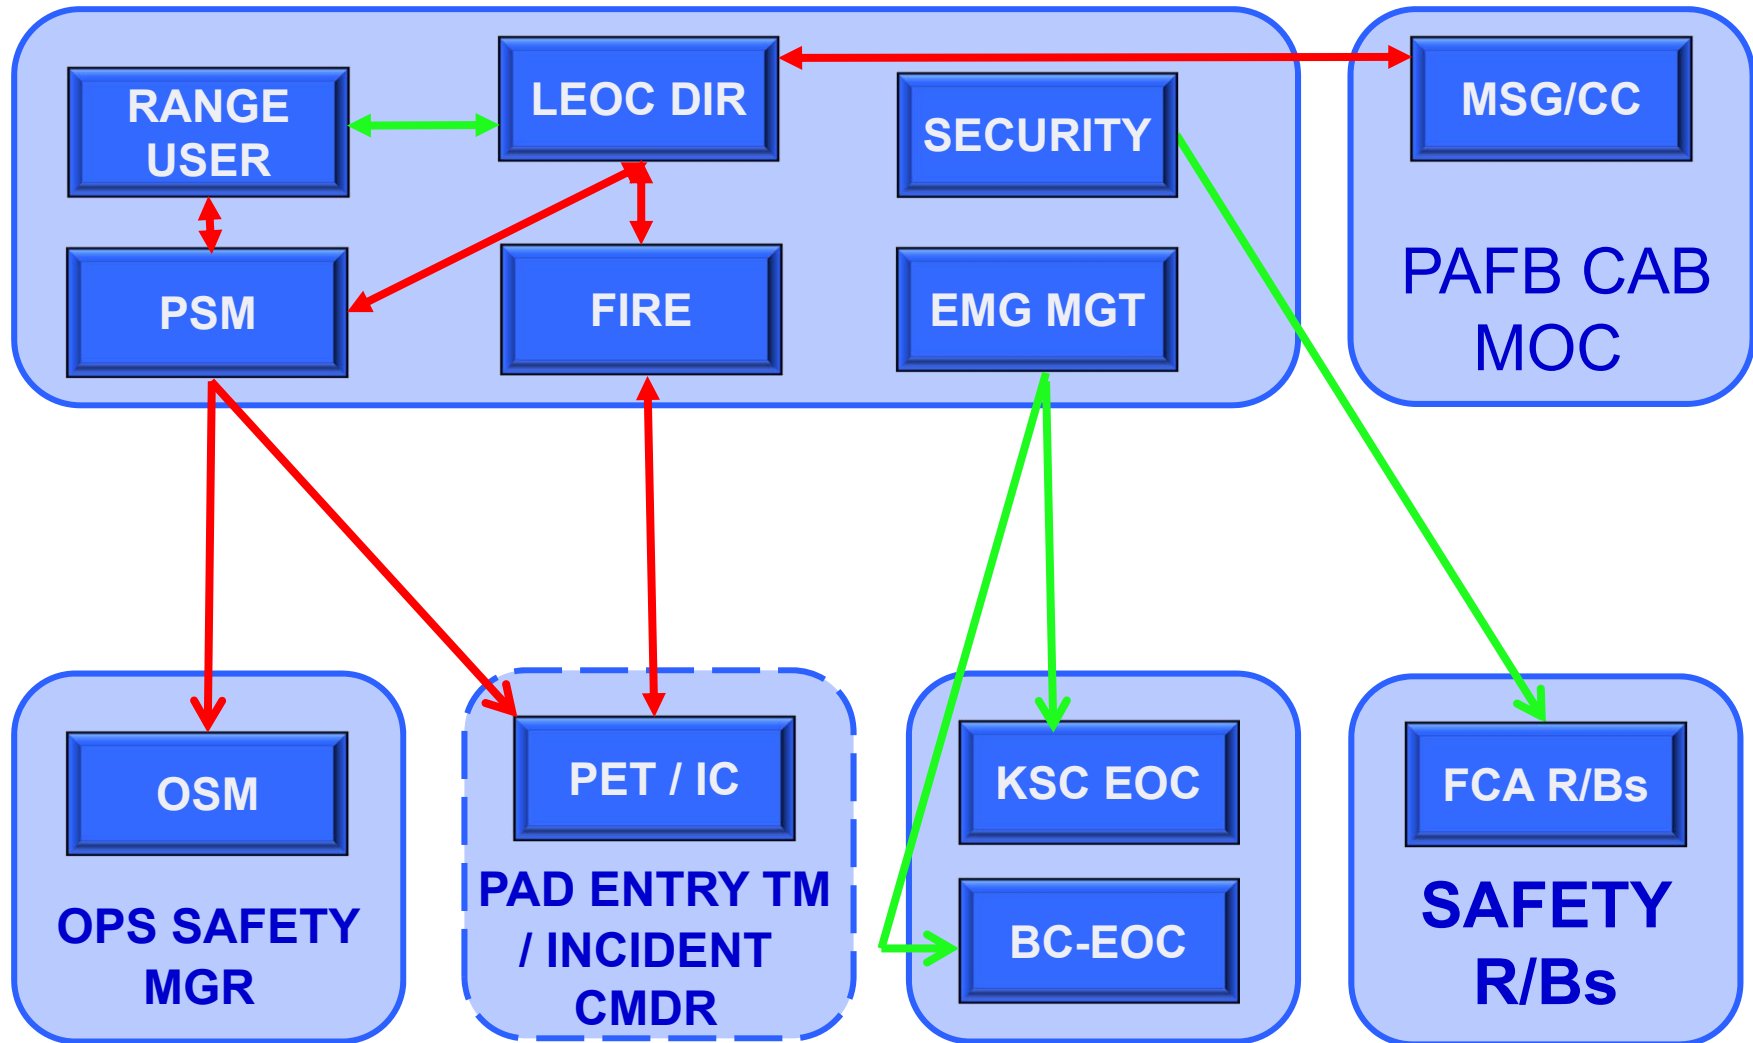 RANGE
USER
LEOC DIR
SECURITY
MSG/CC
PSM
FIRE
EMG MGT
PAFB CAB
MOC
OSM
OPS SAFETY
MGR
PET / IC
PAD ENTRY TM
/ INCIDENT
CMDR
KSC EOC
BC-EOC
FCA R/Bs
SAFETY
R/Bs